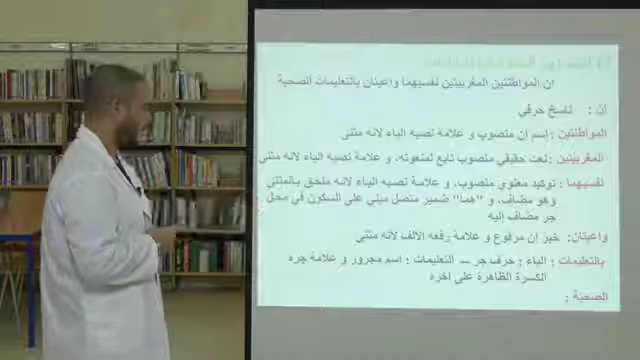 ان المواطنتين المغربيتين نفسيهما واعيتان بالتعليمات الصحية
ان : ناسخ حرفي
المواطنتين : إسم إن منصوب و علامة نصبه الياء لانه مثنى
المغربيتين : نعت حقيقي منصوب تابع لمنعوته، و علامة نصبه الياء لانه مثنى
نفسيهما : توكيد معنوي منصوب، و علامة نصبه الياء لانه ملحق بالمثنى
وهو مضاف، و "هما" ضمير متصل مبني على السكون في محل
جر مضاف إليه
واعيتان: خبر إن مرفوع و علامة رفعه الالف لانه مثنى
بالتعليمات : الباء : حرف جر – التعليمات : اسم مجرور و علامة جره
الكسرة الظاهرة على اخره
الصحية :